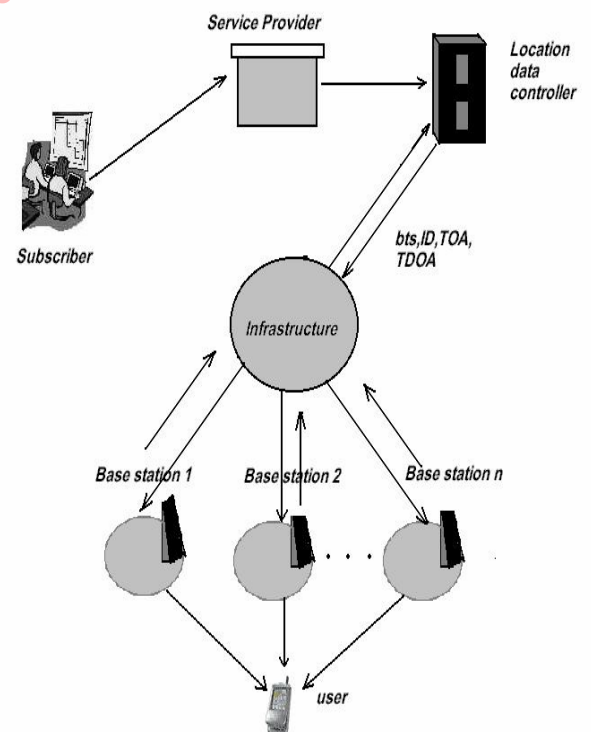 Service Provider
Location
data
controller
Subscriber
bts,ID,TOA,
TDOA
Infrastructure
Base station 1
Base station 2
Base station n
user